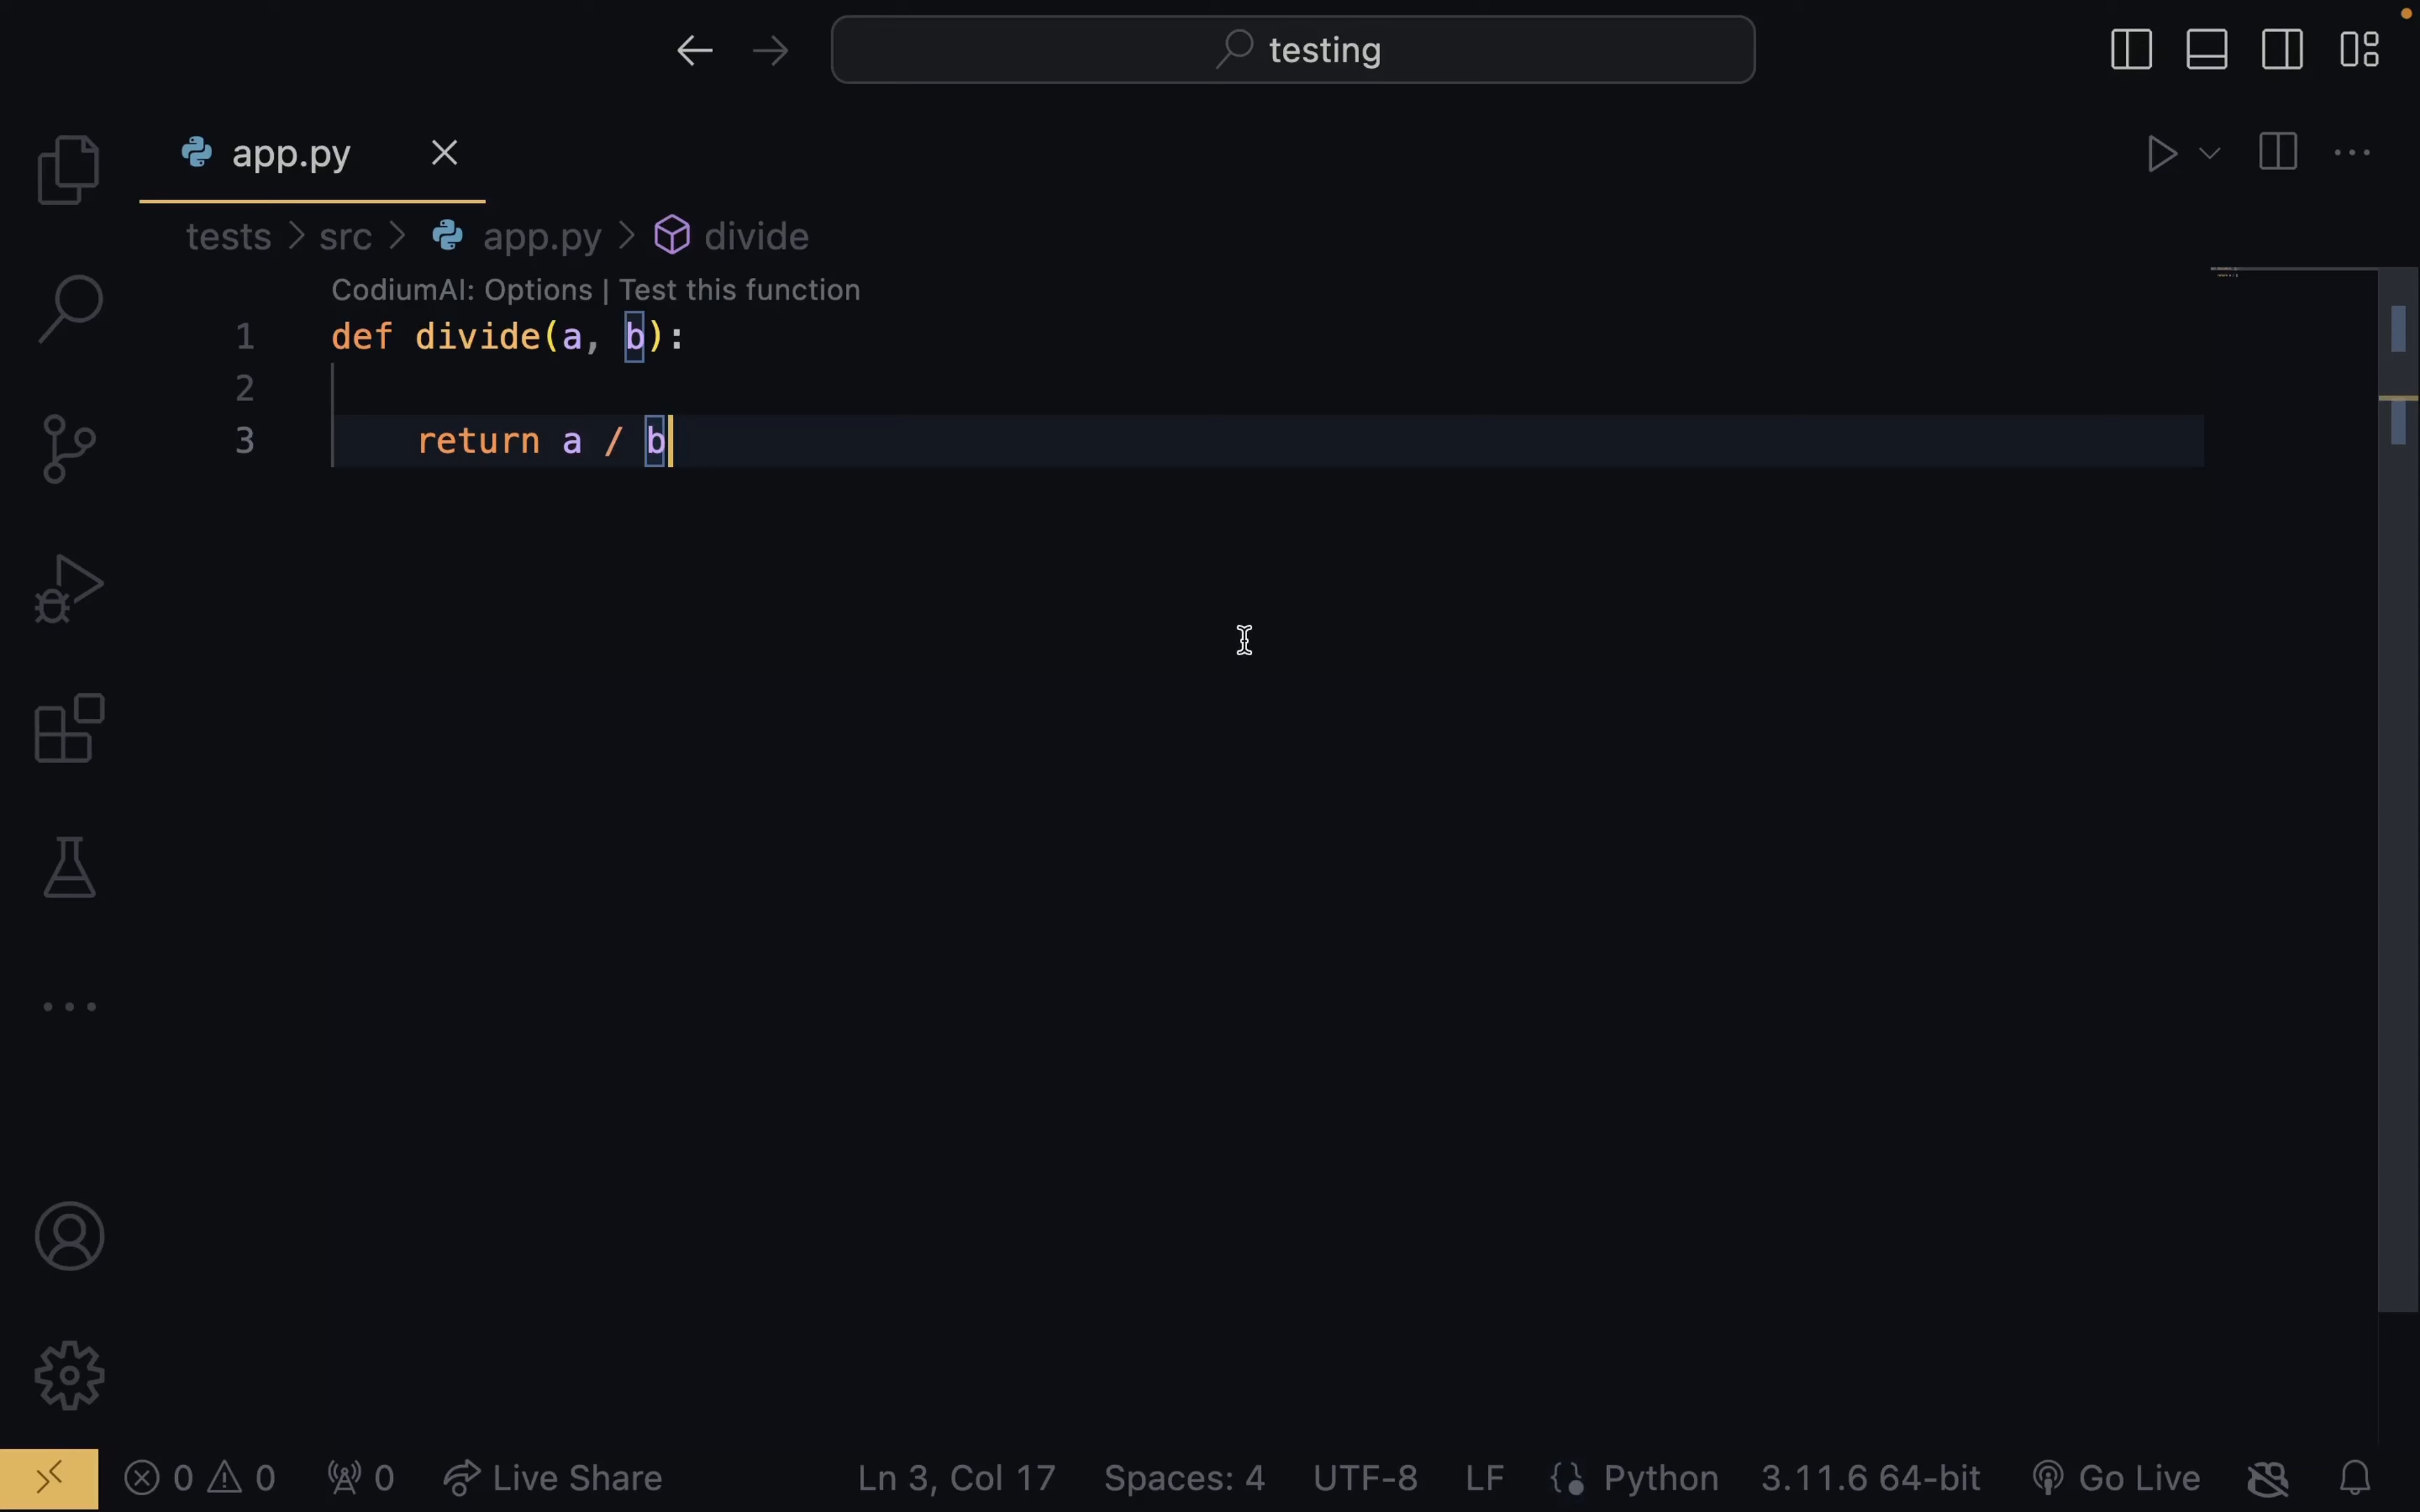 testing
app.py
tests > src > app.py > divide
CodiumAI: Options | Test this function
1 def divide(a, b):
2
3     return a / b
0 0 0 Live Share Ln 3, Col 17 Spaces: 4 UTF-8 LF Python 3.11.6 64-bit Go Live